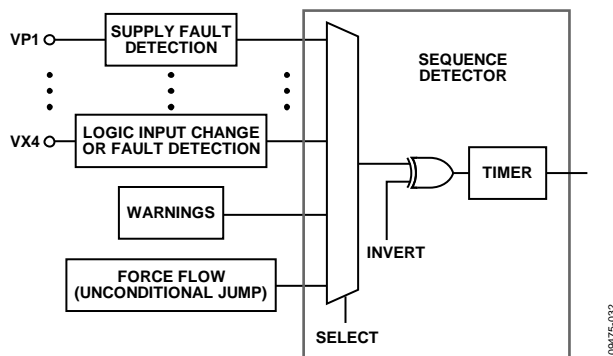 VP1
SUPPLY FAULT
DETECTION
SEQUENCE
DETECTOR
VX4
LOGIC INPUT CHANGE
OR FAULT DETECTION
TIMER
WARNINGS
INVERT
FORCE FLOW
(UNCONDITIONAL JUMP)
SELECT
09475-032